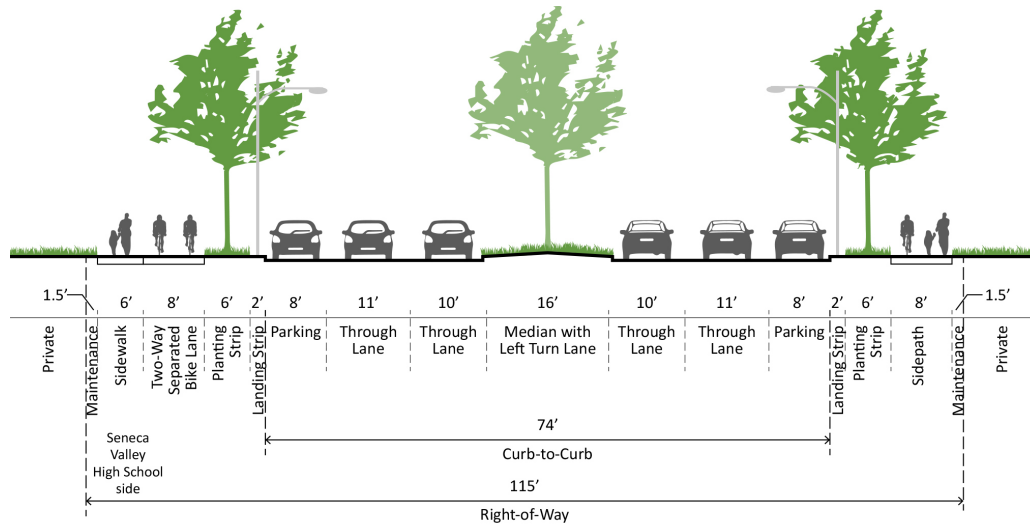 1.5’ 6’ 8’ 6’ 2’ 8’ 11’ 10’ 16’ 10’ 11’ 8’ 2’ 6’ 8’ 1.5’
Private
Maintenance
Sidewalk
Two-Way
Separated
Bike Lane
Planting
Strip
Landing Strip
Parking
Through
Lane
Through
Lane
Median with
Left Turn Lane
Through
Lane
Through
Lane
Parking
Landing Strip
Planting
Strip
Sidepath
Maintenance
Private
74’
Curb-to-Curb
Seneca
Valley
High School
side
115’
Right-of-Way